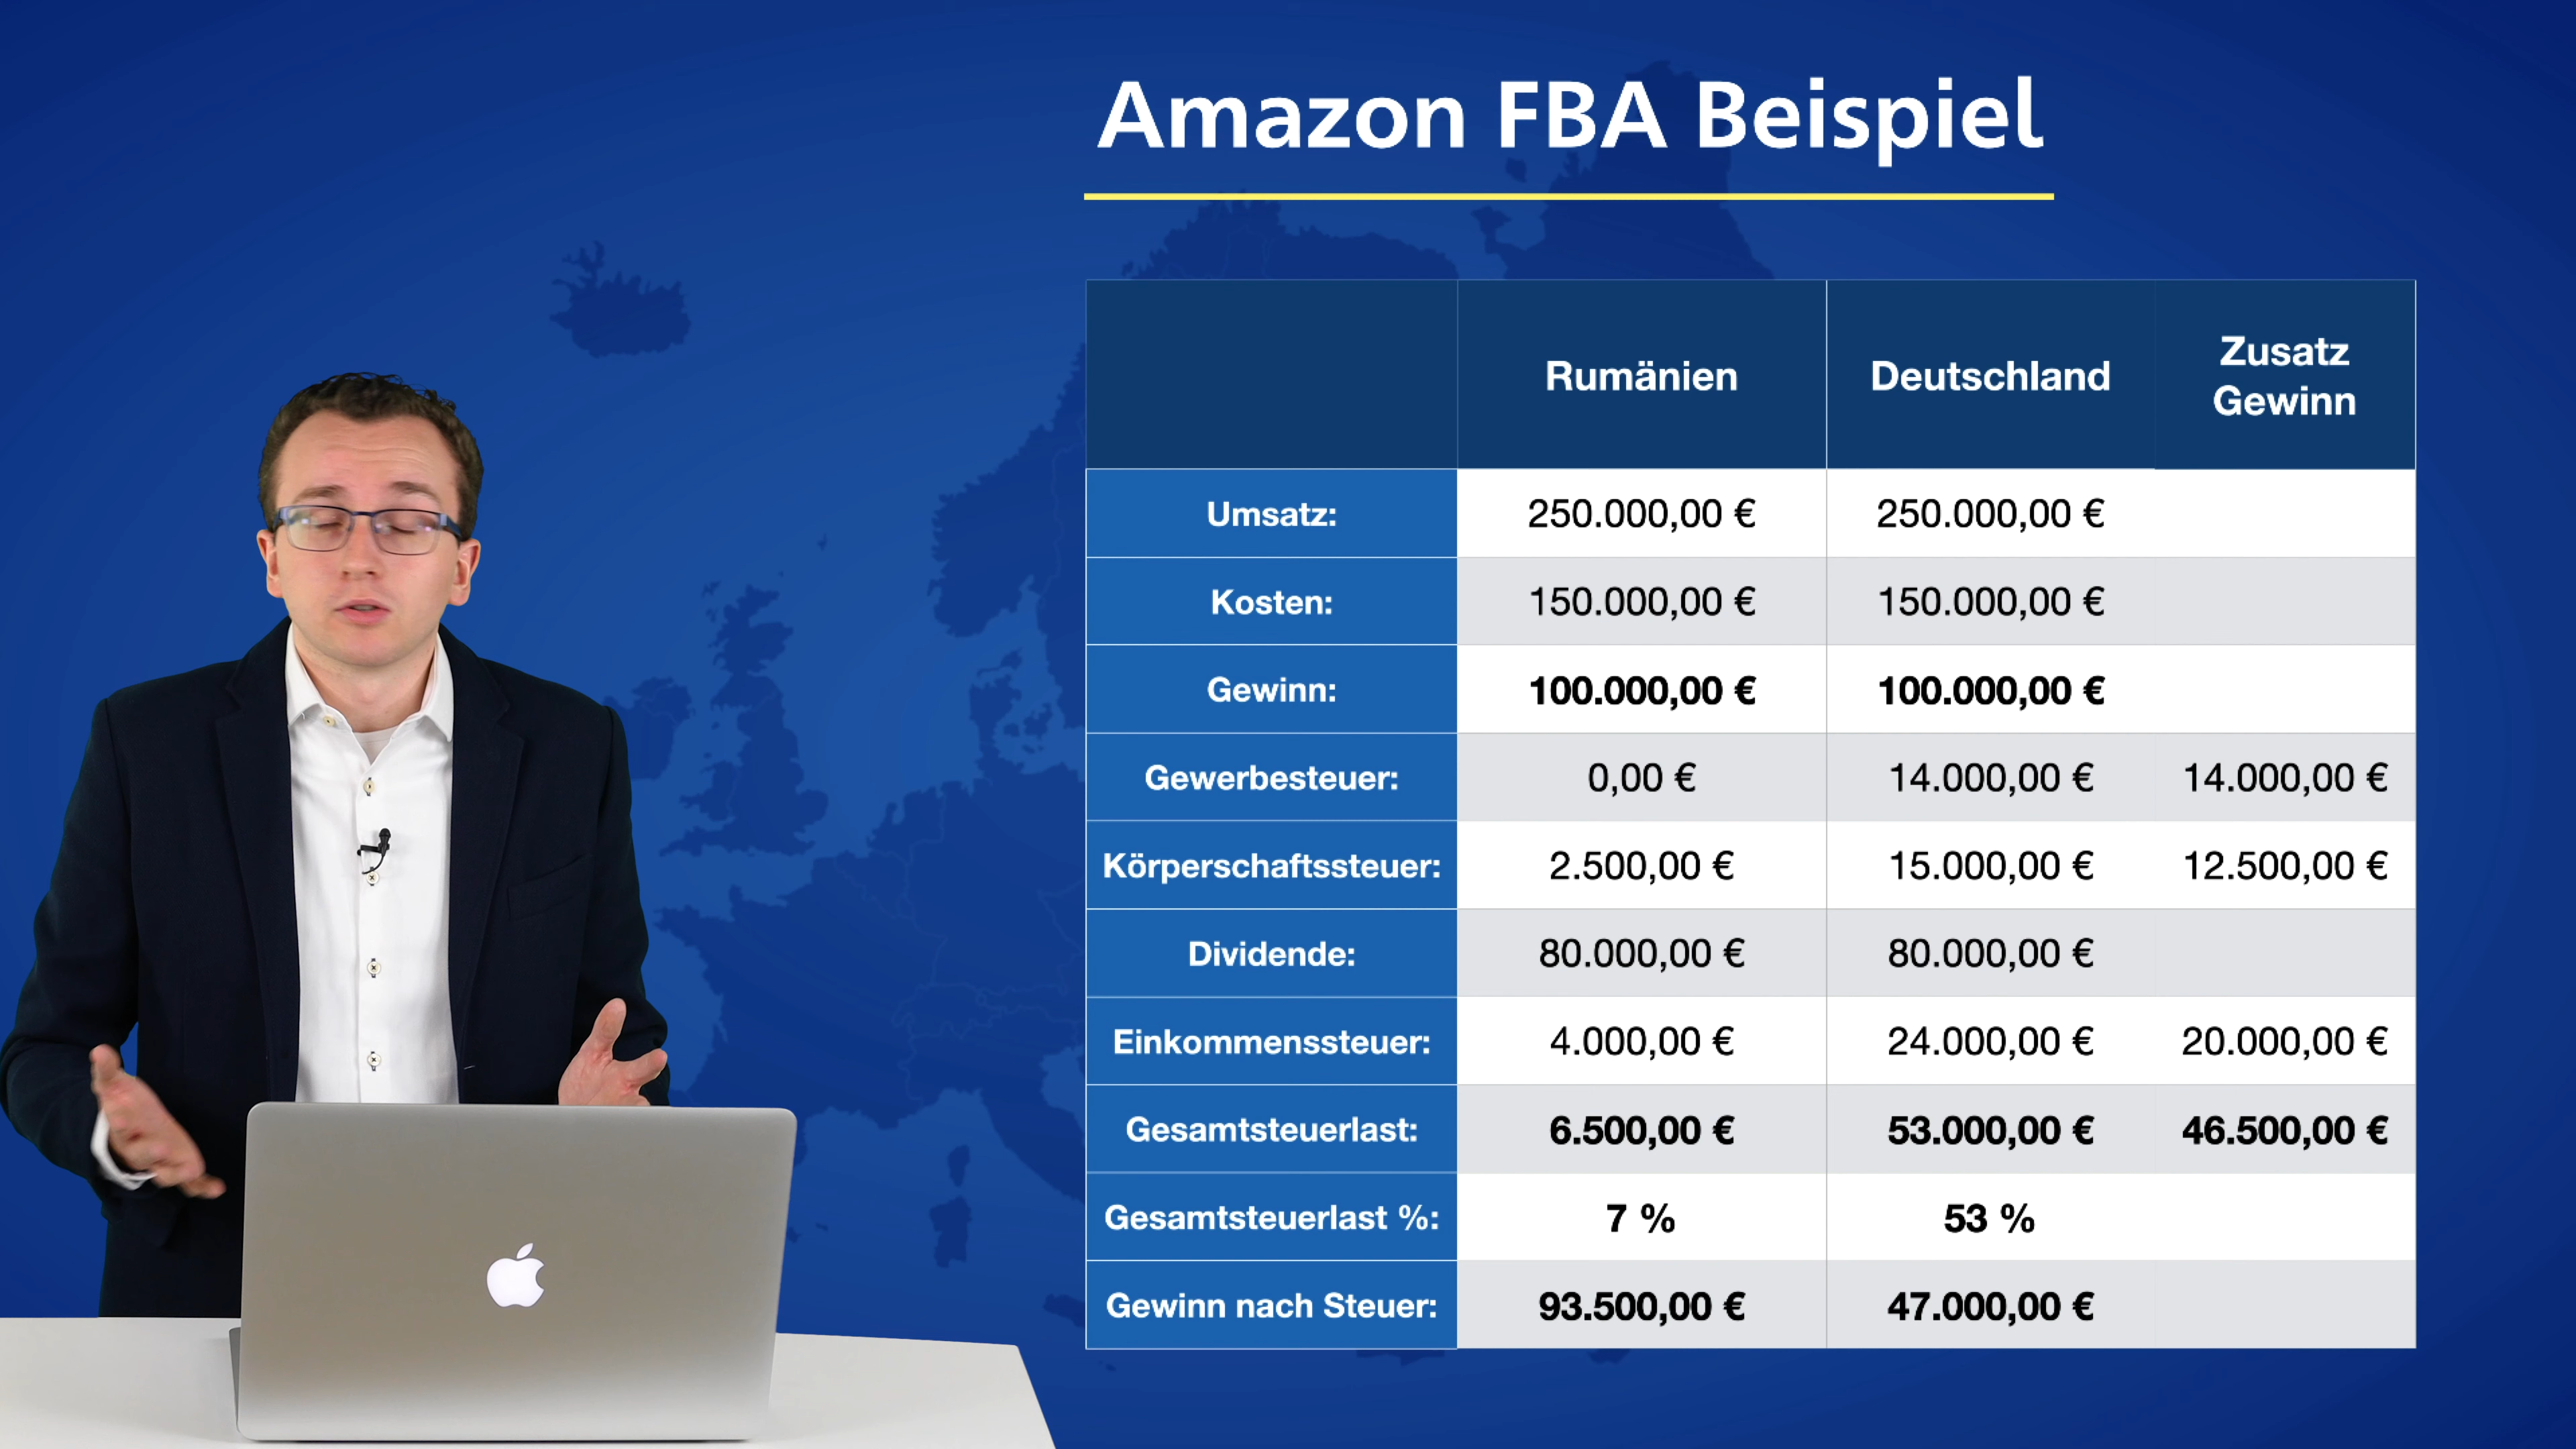 Amazon FBA Beispiel
Rumänien Deutschland Zusatz Gewinn
Umsatz: 250.000,00 € 250.000,00 €
Kosten: 150.000,00 € 150.000,00 €
Gewinn: 100.000,00 € 100.000,00 €
Gewerbesteuer: 0,00 € 14.000,00 € 14.000,00 €
Körperschaftssteuer: 2.500,00 € 15.000,00 € 12.500,00 €
Dividende: 80.000,00 € 80.000,00 €
Einkommenssteuer: 4.000,00 € 24.000,00 € 20.000,00 €
Gesamtsteuerlast: 6.500,00 € 53.000,00 € 46.500,00 €
Gesamtsteuerlast %: 7 % 53 %
Gewinn nach Steuer: 93.500,00 € 47.000,00 €